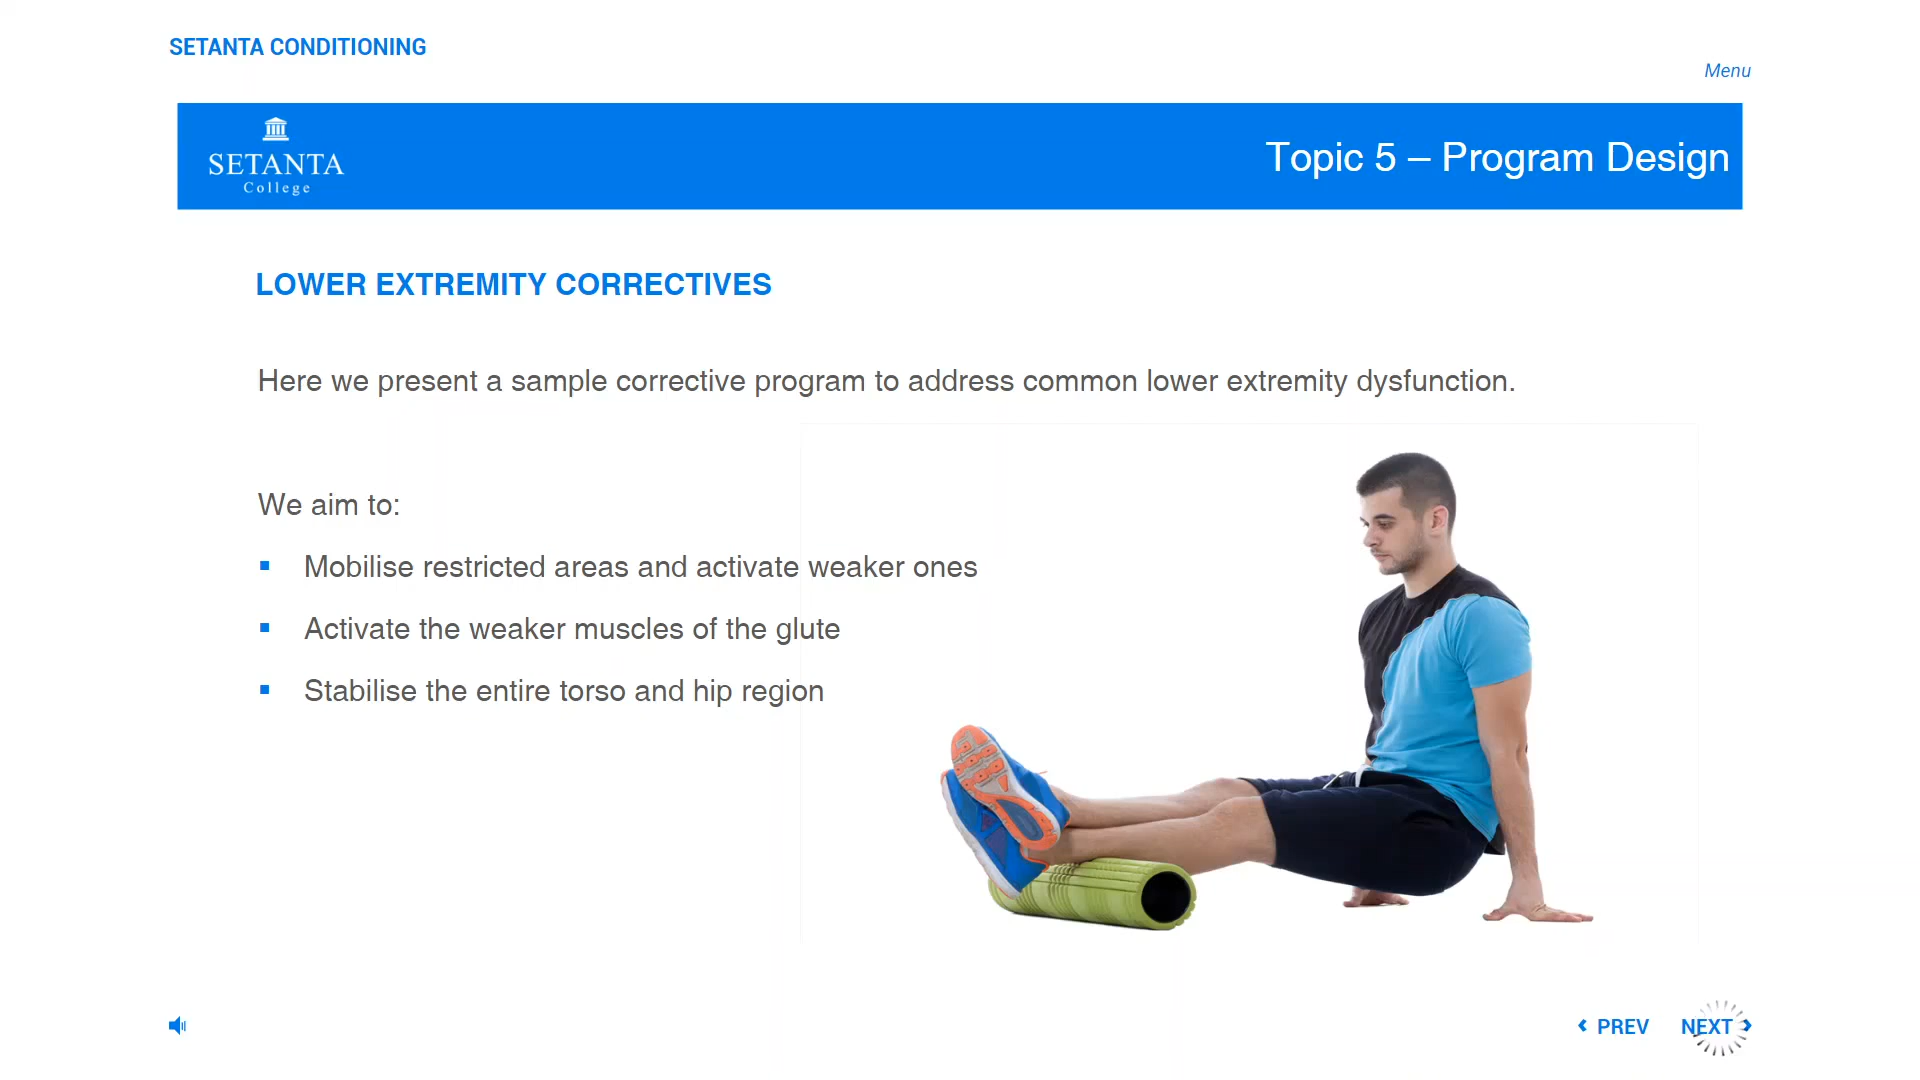 SETANTA CONDITIONING
Menu
SETANTA
College
Topic 5 – Program Design
LOWER EXTREMITY CORRECTIVES
Here we present a sample corrective program to address common lower extremity dysfunction.
We aim to:
▪ Mobilise restricted areas and activate weaker ones
▪ Activate the weaker muscles of the glute
▪ Stabilise the entire torso and hip region
PREV
NEXT